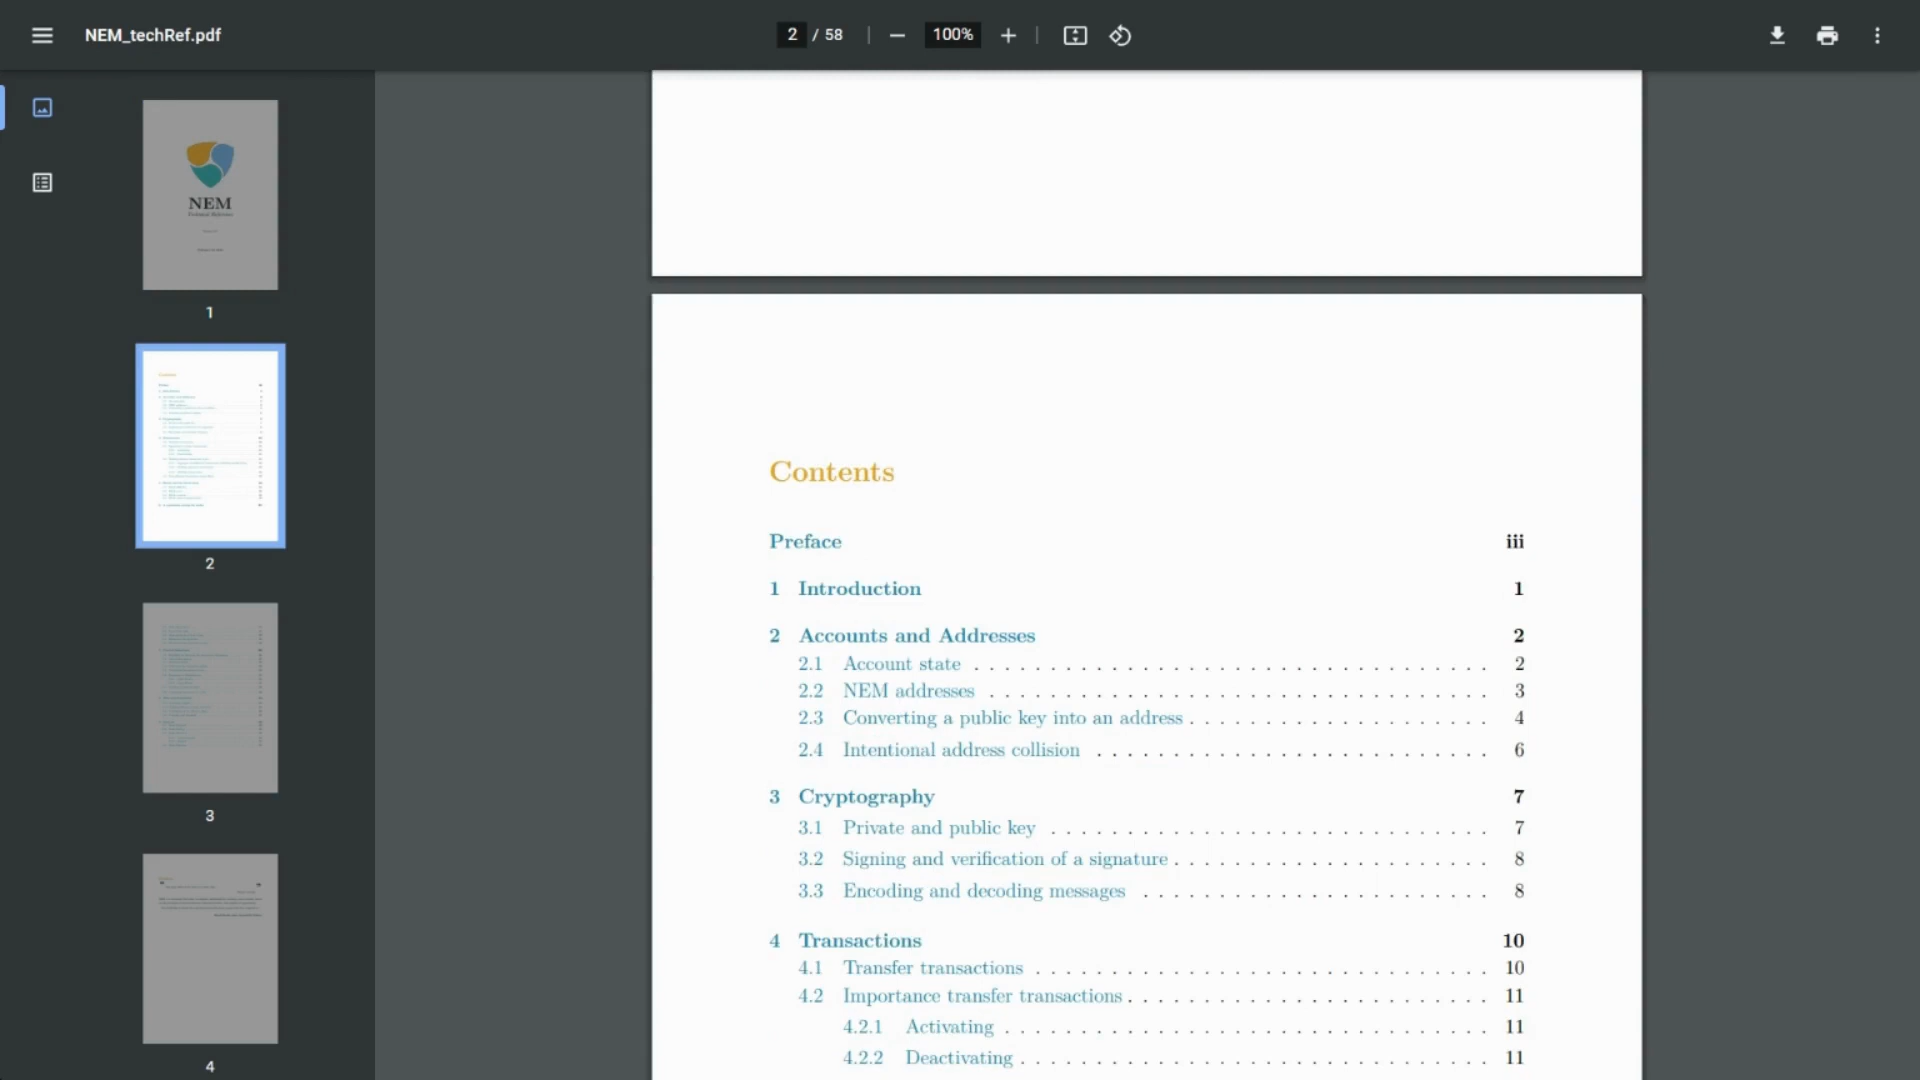 NEM_techRef.pdf
2 / 58
100%
NEM
1
2
3
4
Contents
Preface iii
1 Introduction 1
2 Accounts and Addresses 2
2.1 Account state . . . . . . . . . . . . . . . . . . . . . . . . . . . . . . . . . . 2
2.2 NEM addresses . . . . . . . . . . . . . . . . . . . . . . . . . . . . . . . . . 3
2.3 Converting a public key into an address . . . . . . . . . . . . . . . . . . . . 4
2.4 Intentional address collision . . . . . . . . . . . . . . . . . . . . . . . . . . 6
3 Cryptography 7
3.1 Private and public key . . . . . . . . . . . . . . . . . . . . . . . . . . . . . 7
3.2 Signing and verification of a signature . . . . . . . . . . . . . . . . . . . . . 8
3.3 Encoding and decoding messages . . . . . . . . . . . . . . . . . . . . . . . 8
4 Transactions 10
4.1 Transfer transactions . . . . . . . . . . . . . . . . . . . . . . . . . . . . . . 10
4.2 Importance transfer transactions . . . . . . . . . . . . . . . . . . . . . . . . 11
4.2.1 Activating . . . . . . . . . . . . . . . . . . . . . . . . . . . . . . . . 11
4.2.2 Deactivating . . . . . . . . . . . . . . . . . . . . . . . . . . . . . . . 11